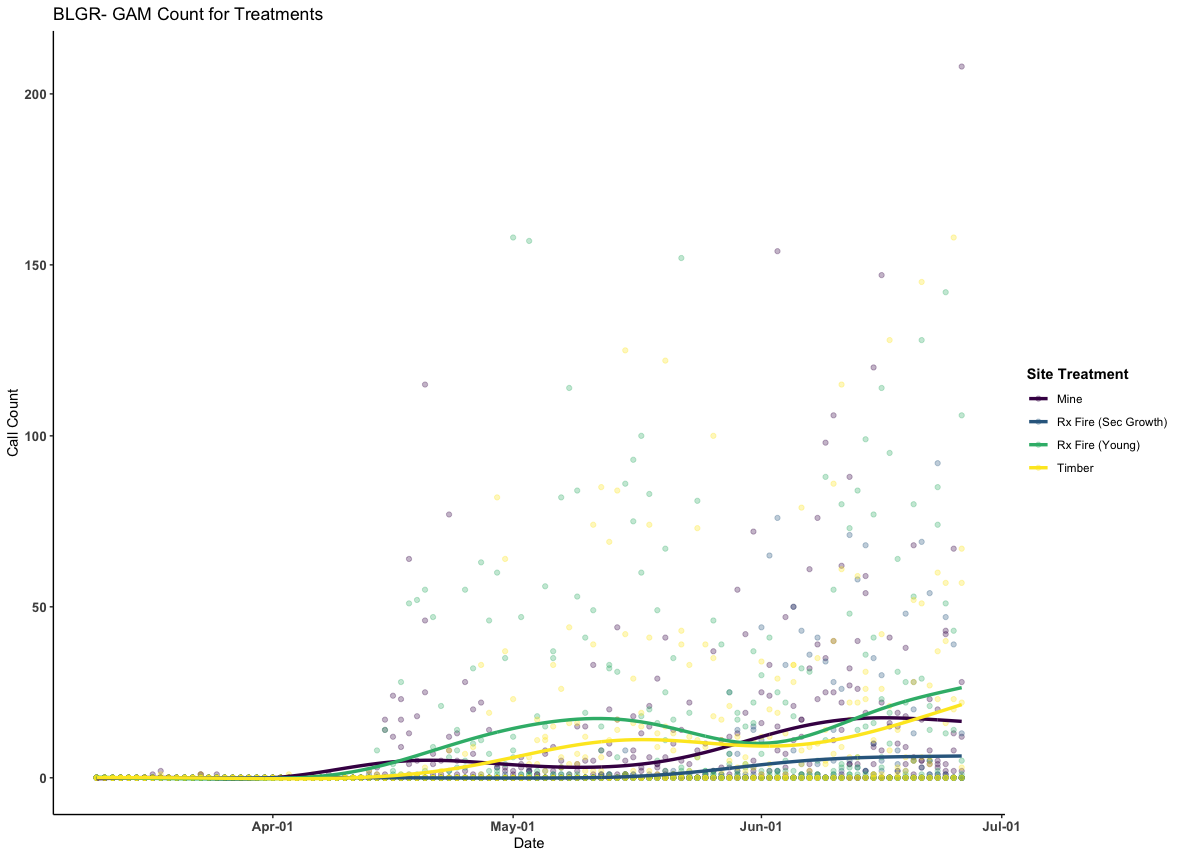 BLGR- GAM Count for Treatments
200
150
100
50
0
Call Count
Apr-01
May-01
Jun-01
Jul-01
Date
Site Treatment
Mine
Rx Fire (Sec Growth)
Rx Fire (Young)
Timber